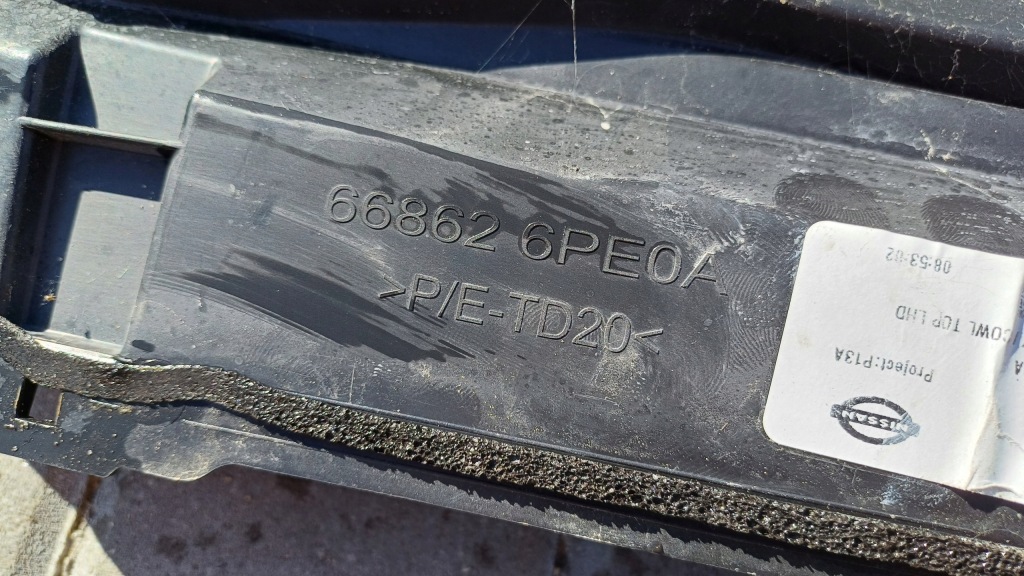 66862 6PE0A
>P/E-TD20<
COWL TOP LHD
08:53:02
Project:P13A
NISSAN